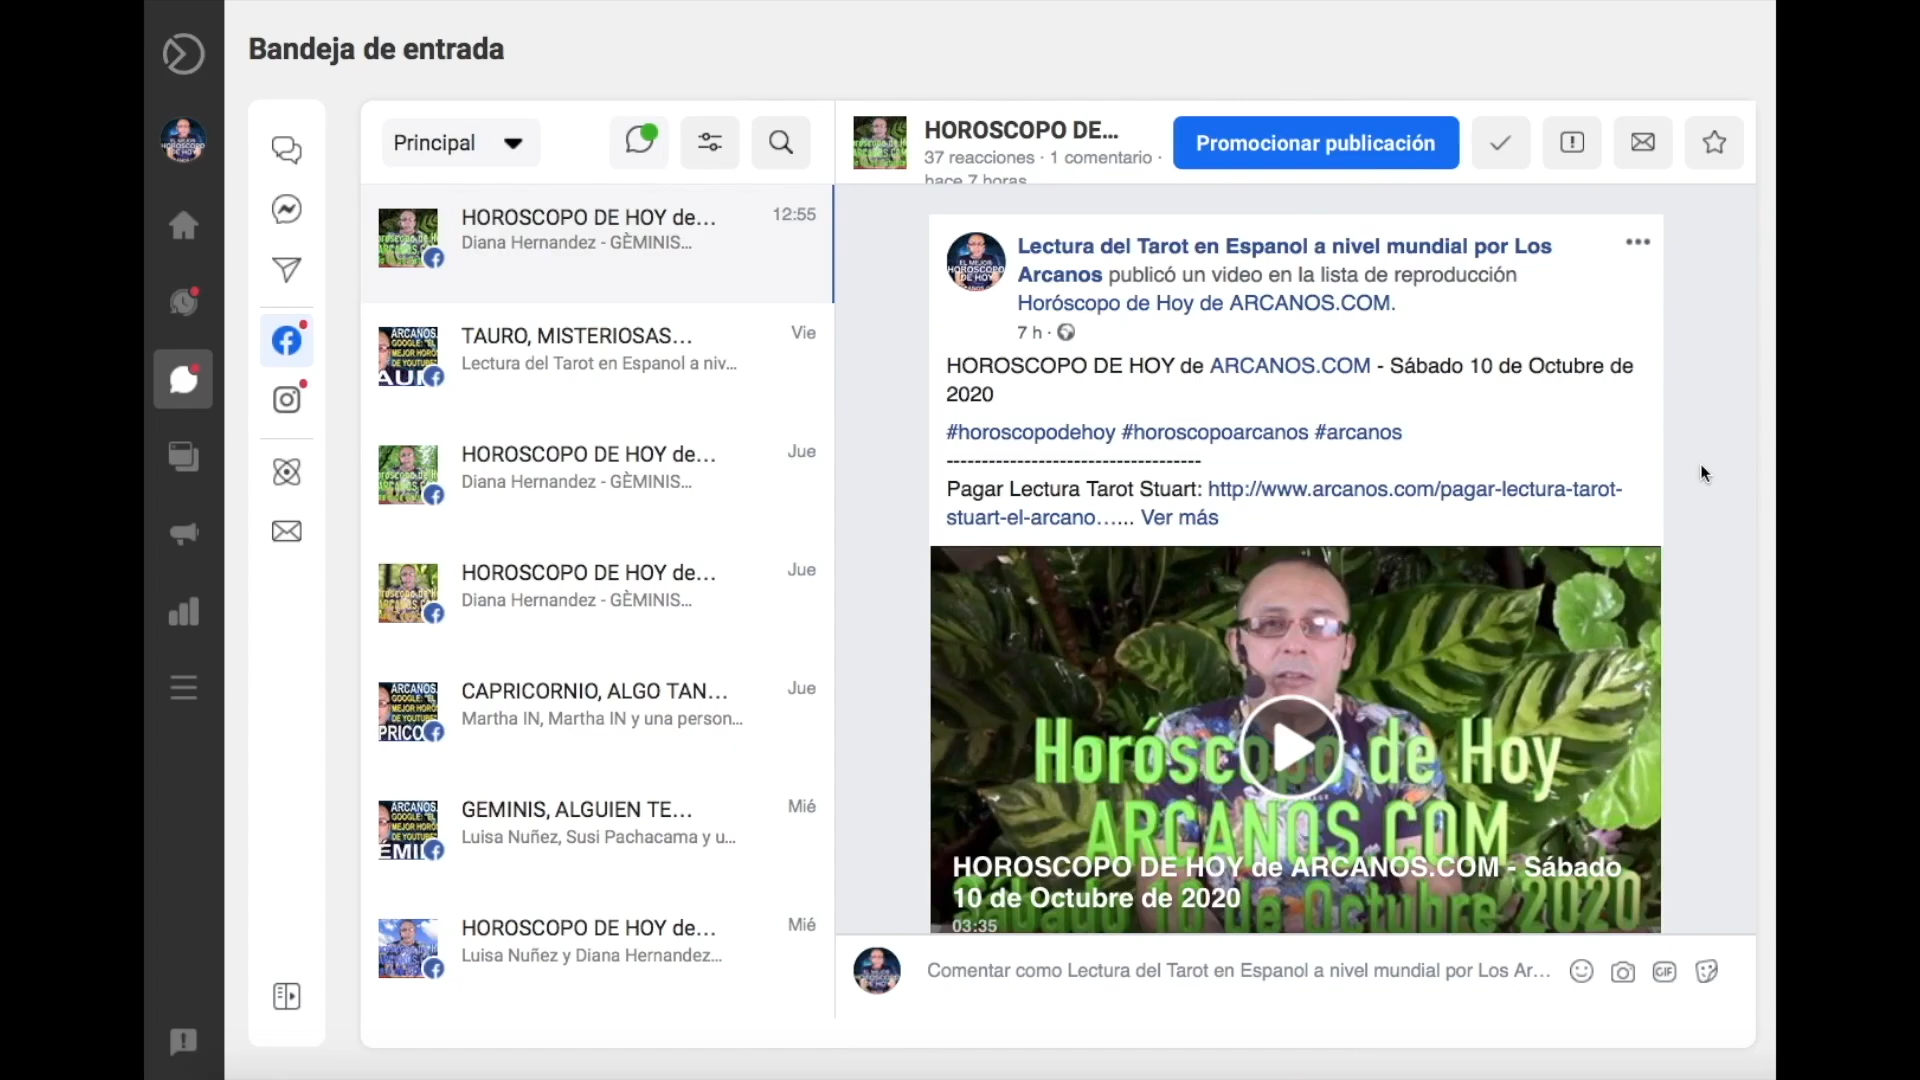 Bandeja de entrada
Principal
HOROSCOPO DE HOY de...
12:55
Diana Hernandez - GÈMINIS...
TAURO, MISTERIOSAS...
Vie
Lectura del Tarot en Espanol a niv...
HOROSCOPO DE HOY de...
Jue
Diana Hernandez - GÈMINIS...
HOROSCOPO DE HOY de...
Jue
Diana Hernandez - GÈMINIS...
CAPRICORNIO, ALGO TAN...
Jue
Martha IN, Martha IN y una person...
GEMINIS, ALGUIEN TE...
Mié
Luisa Nuñez, Susi Pachacama y u...
HOROSCOPO DE HOY de...
Mié
Luisa Nuñez y Diana Hernandez...
HOROSCOPO DE...
37 reacciones · 1 comentario ·
hace 7 horas
Promocionar publicación
Lectura del Tarot en Espanol a nivel mundial por Los
Arcanos publicó un video en la lista de reproducción
Horóscopo de Hoy de ARCANOS.COM.
7 h ·
HOROSCOPO DE HOY de ARCANOS.COM - Sábado 10 de Octubre de
2020
#horoscopodehoy #horoscopoarcanos #arcanos
------------------------------------
Pagar Lectura Tarot Stuart: http://www.arcanos.com/pagar-lectura-tarot-
stuart-el-arcano...... Ver más
Horóscopo de Hoy
ARCANOS.COM
Sábado 10 de Octubre 2020
HOROSCOPO DE HOY de ARCANOS.COM - Sábado
10 de Octubre de 2020
03:35
Comentar como Lectura del Tarot en Espanol a nivel mundial por Los Ar...
GIF